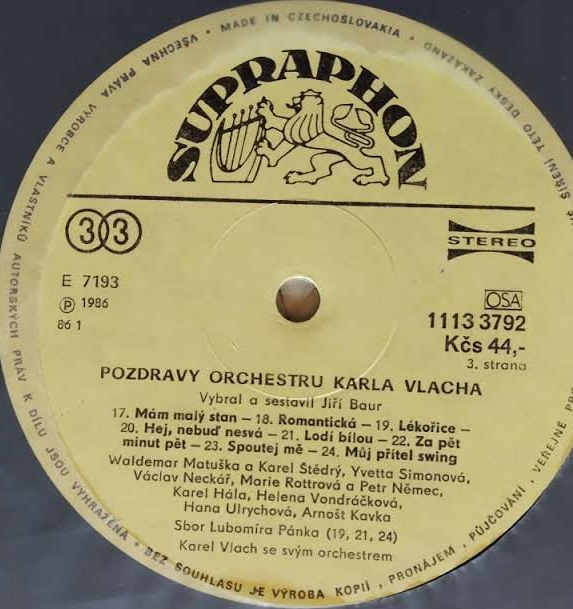 VŠECHNA PRÁVA VÝROBCE A VLASTNÍKŮ AUTORSKÝCH PRÁV K DÍLU JSOU VYHRAŽENA • BEZ SOUHLASU JE VÝROBA KOPIÍ, PRONÁJEM, PŮJČOVÁNÍ, VEŘEJNÉ
ŠÍŘENÍ TÉTO DESKY ZAKÁZÁNO • MADE IN CZECHOSLOVAKIA •
SUPRAPHON
33
STEREO
E 7193
℗ 1986
86 1
OSA
1113 3792
Kčs 44,-
3. strana
POZDRAVY ORCHESTRU KARLA VLACHA
Vybral a sestavil Jiří Baur
17. Mám malý stan — 18. Romantická — 19. Lékořice —
20. Hej, nebuď nesvá — 21. Lodí bílou — 22. Za pět
minut pět — 23. Spoutej mě — 24. Můj přítel swing
Waldemar Matuška a Karel Štědrý, Yvetta Simonová,
Václav Neckář, Marie Rottrová a Petr Němec,
Karel Hála, Helena Vondráčková,
Hana Ulrychová, Arnošt Kavka
Sbor Lubomíra Pánka (19, 21, 24)
Karel Vlach se svým orchestrem